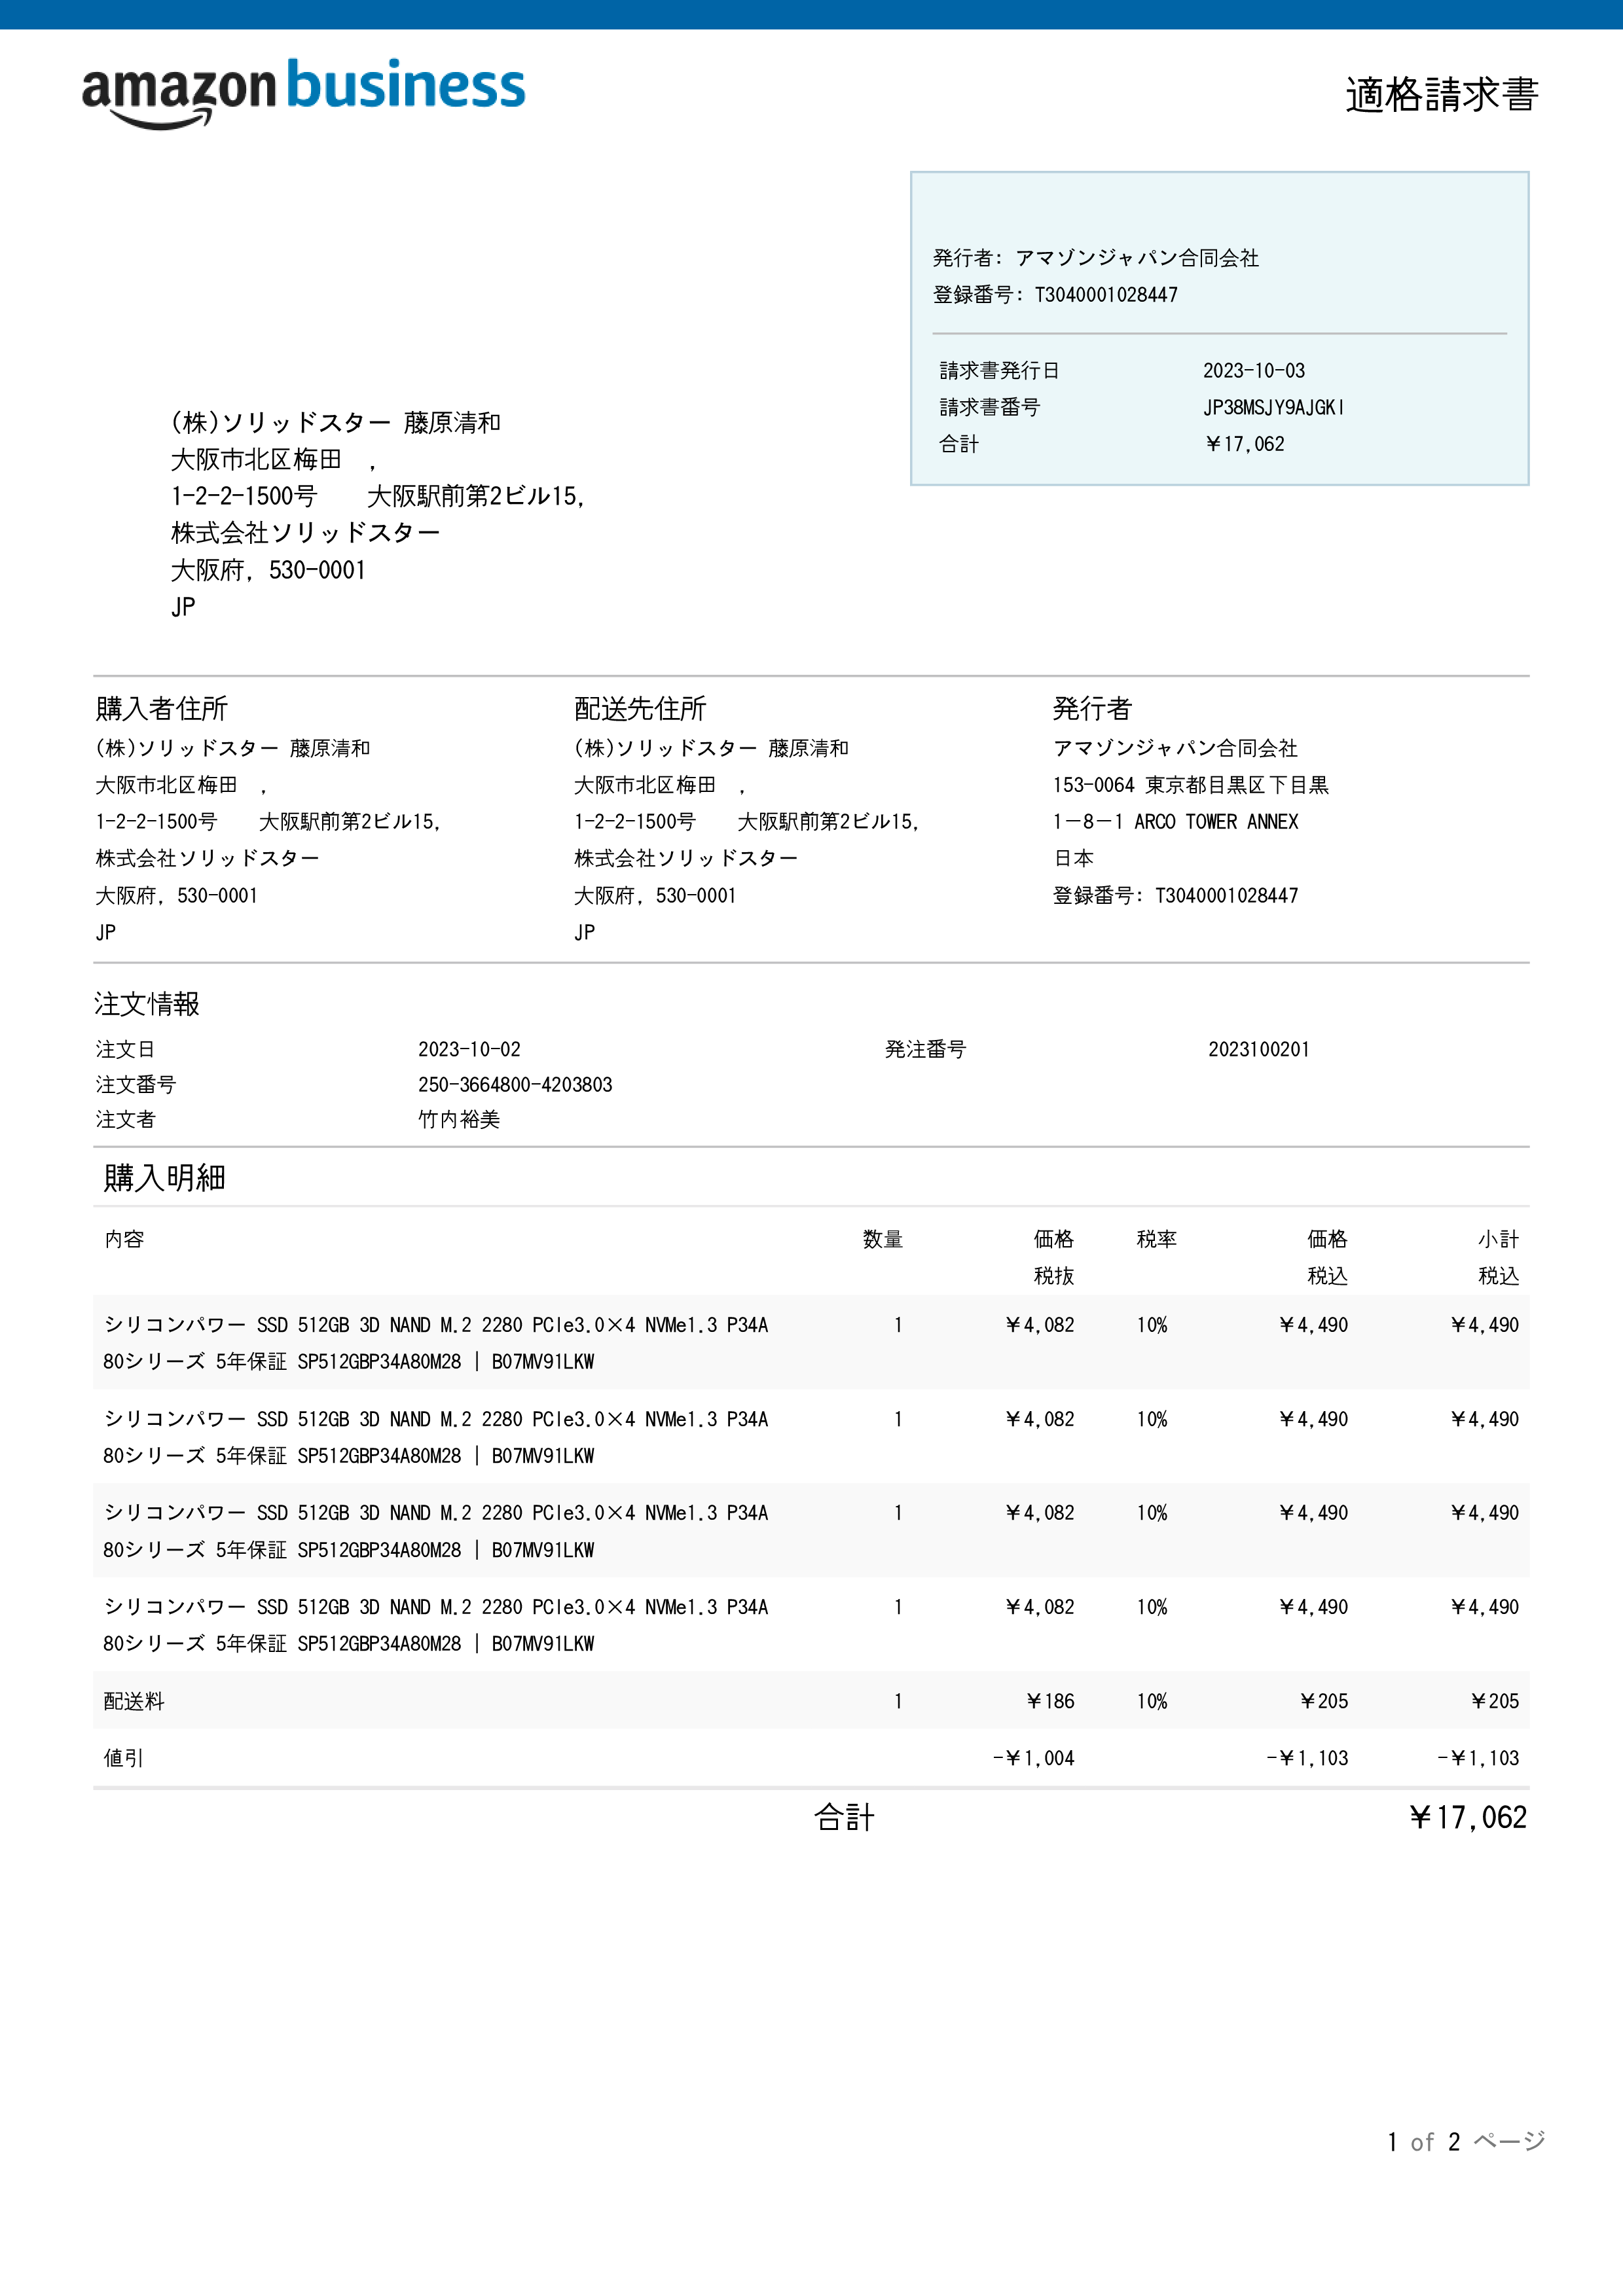 amazon business
適格請求書
発行者: アマゾンジャパン合同会社
登録番号: T3040001028447
請求書発行日 2023-10-03
請求書番号 JP38MSJY9AJGKI
合計 ￥17,062
(株)ソリッドスター 藤原清和
大阪市北区梅田　,
1-2-2-1500号　　大阪駅前第2ビル15,
株式会社ソリッドスター
大阪府, 530-0001
JP
購入者住所
(株)ソリッドスター 藤原清和
大阪市北区梅田　,
1-2-2-1500号　　大阪駅前第2ビル15,
株式会社ソリッドスター
大阪府, 530-0001
JP
配送先住所
(株)ソリッドスター 藤原清和
大阪市北区梅田　,
1-2-2-1500号　　大阪駅前第2ビル15,
株式会社ソリッドスター
大阪府, 530-0001
JP
発行者
アマゾンジャパン合同会社
153-0064 東京都目黒区下目黒
1－8－1 ARCO TOWER ANNEX
日本
登録番号: T3040001028447
注文情報
注文日 2023-10-02 発注番号 2023100201
注文番号 250-3664800-4203803
注文者 竹内裕美
購入明細
内容 数量 価格 税率 価格 小計
税抜 税込 税込
シリコンパワー SSD 512GB 3D NAND M.2 2280 PCIe3.0×4 NVMe1.3 P34A 1 ￥4,082 10% ￥4,490 ￥4,490
80シリーズ 5年保証 SP512GBP34A80M28 | B07MV91LKW
シリコンパワー SSD 512GB 3D NAND M.2 2280 PCIe3.0×4 NVMe1.3 P34A 1 ￥4,082 10% ￥4,490 ￥4,490
80シリーズ 5年保証 SP512GBP34A80M28 | B07MV91LKW
シリコンパワー SSD 512GB 3D NAND M.2 2280 PCIe3.0×4 NVMe1.3 P34A 1 ￥4,082 10% ￥4,490 ￥4,490
80シリーズ 5年保証 SP512GBP34A80M28 | B07MV91LKW
シリコンパワー SSD 512GB 3D NAND M.2 2280 PCIe3.0×4 NVMe1.3 P34A 1 ￥4,082 10% ￥4,490 ￥4,490
80シリーズ 5年保証 SP512GBP34A80M28 | B07MV91LKW
配送料 1 ￥186 10% ￥205 ￥205
値引 -￥1,004 -￥1,103 -￥1,103
合計 ￥17,062
1 of 2 ページ